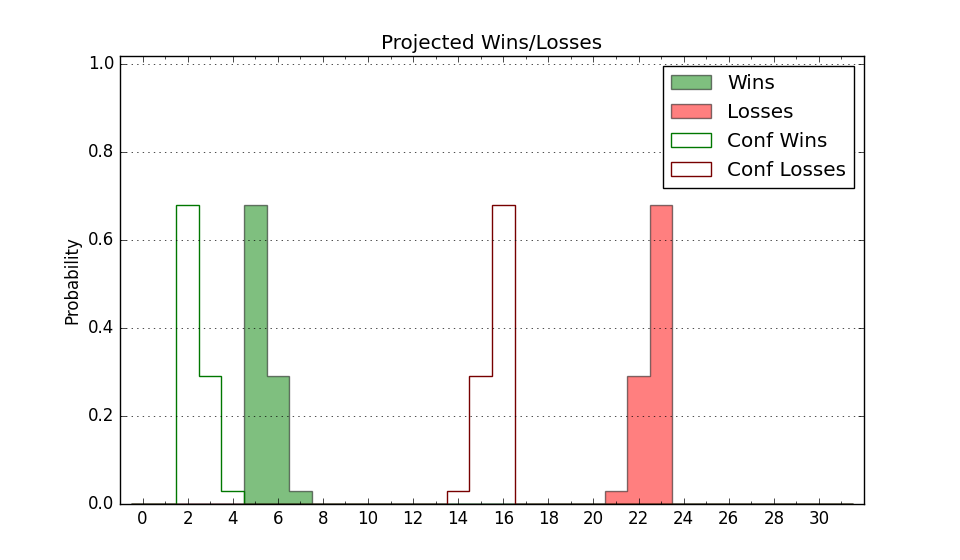 Projected Wins/Losses
1.0
0.8
0.6
0.4
0.2
0.0
Probability
Wins
Losses
Conf Wins
Conf Losses
0 2 4 6 8 10 12 14 16 18 20 22 24 26 28 30